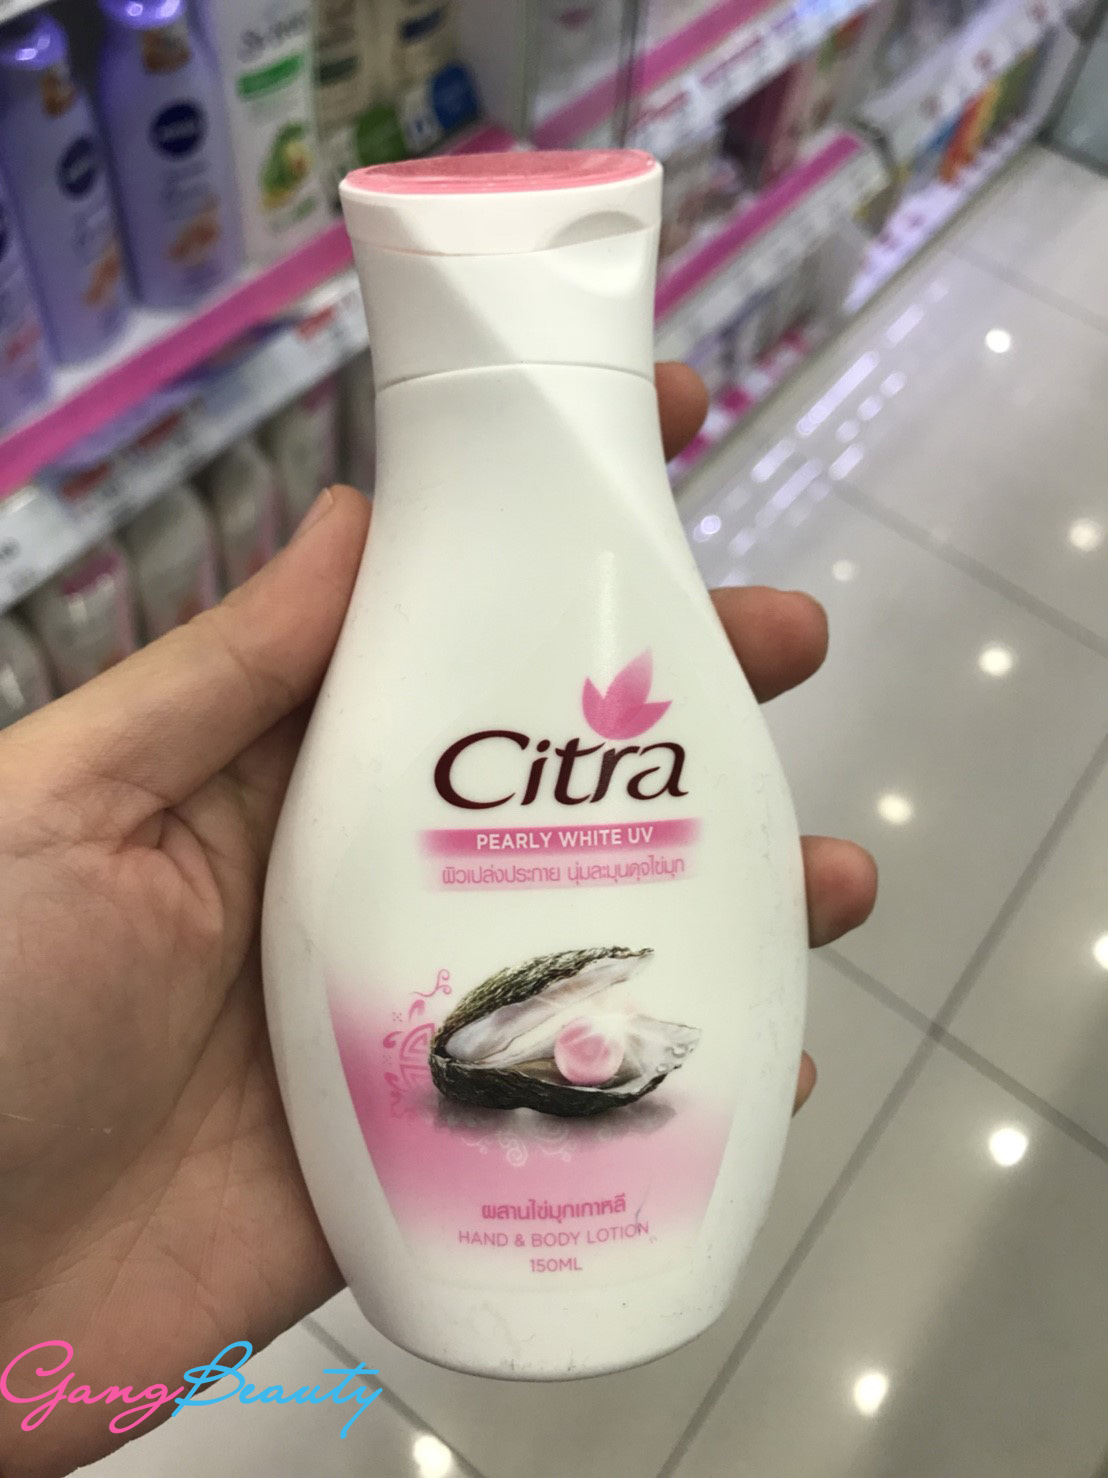 Citra
PEARLY WHITE UV
ผิวเปล่งประกาย นุ่มละมุนดุจไข่มุก
ผสานไข่มุกเกาหลี
HAND & BODY LOTION
150ML
GangBeauty